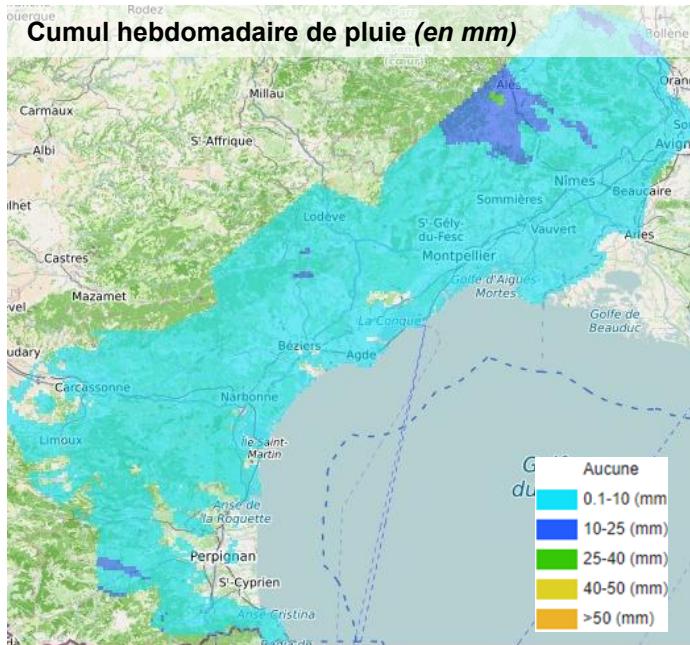 Cumul hebdomadaire de pluie (en mm)
Rodez
Bollène
(cœur)
Millau
Alès
Carmaux
St-Affrique
Albi
Avign
Nîmes
Beaucaire
Sommières
Lodève
St-Gély-
du-Fesc
Vauvert
Arles
Castres
Montpellier
Golfe d'Aigues-
Mortes
Mazamet
Golfe de
Beauduc
La Conque
udary
Béziers
Agde
Carcassonne
Narbonne
Limoux
Île Saint-
Martin
Anse de
la Roquette
Perpignan
St-Cyprien
Anse Cristina
Aucune
0.1-10 (mm
10-25 (mm)
25-40 (mm)
40-50 (mm)
>50 (mm)